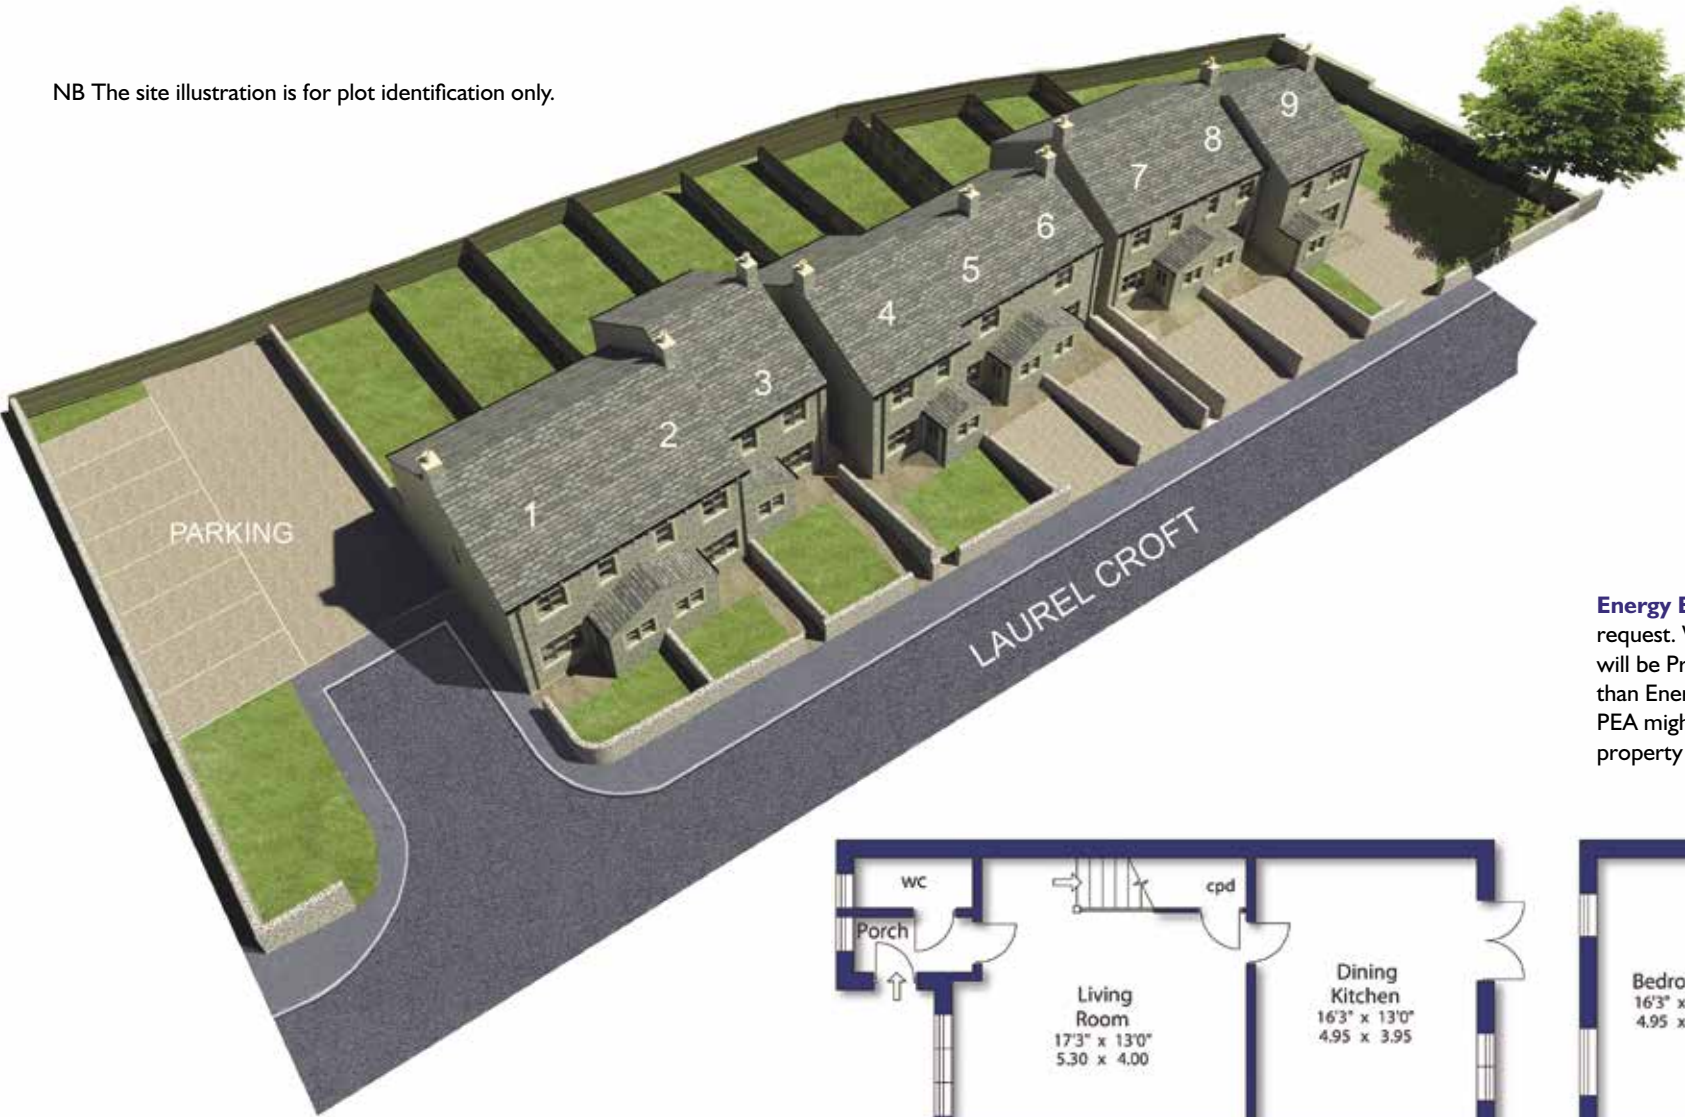 NB The site illustration is for plot identification only.
9
8
7
6
5
4
3
2
1
PARKING
LAUREL CROFT
Energy
request.
will be
than
PEA
property
wc
cpd
Porch
Living
Room
17'3" x 13'0"
5.30 x 4.00
Dining
Kitchen
16'3" x 13'0"
4.95 x 3.95
16'3" x
4.95 x